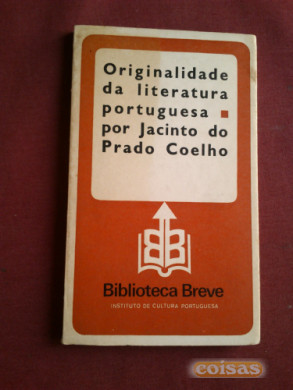 Originalidade
da literatura
portuguesa ■
por Jacinto do
Prado Coelho
BB
Biblioteca Breve
INSTITUTO DE CULTURA PORTUGUESA
coisas